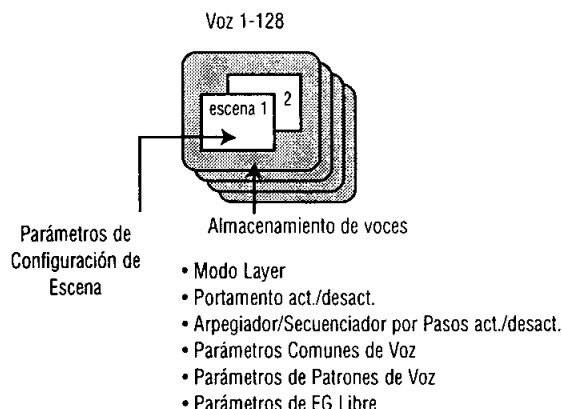 Voz 1-128
escena 1
2
Parámetros de
Configuración de
Escena
Almacenamiento de voces
• Modo Layer
• Portamento act./desact.
• Arpegiador/Secuenciador por Pasos act./desact.
• Parámetros Comunes de Voz
• Parámetros de Patrones de Voz
• Parámetros de EG Libre